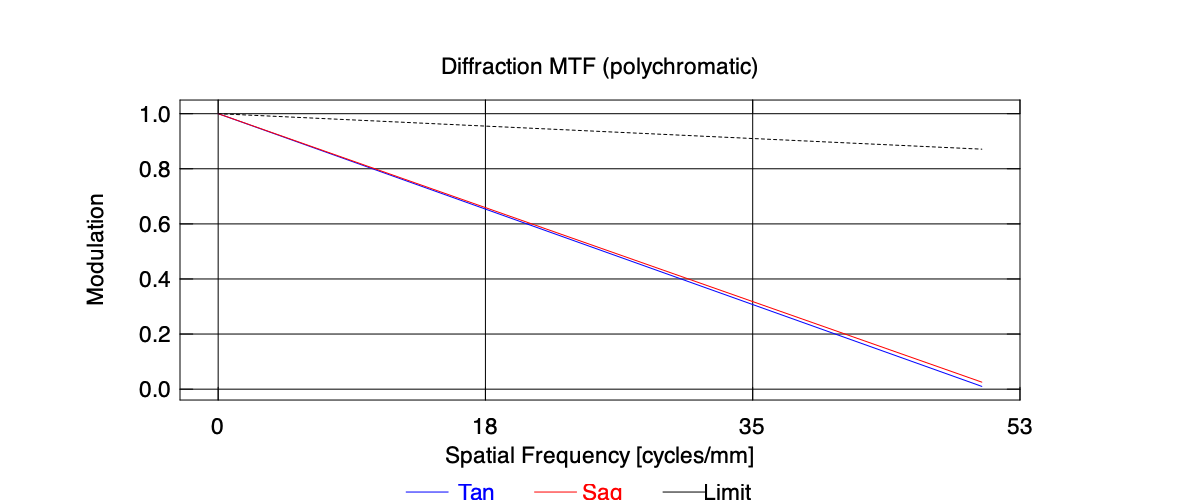 Diffraction MTF (polychromatic)
Modulation
1.0
0.8
0.6
0.4
0.2
0.0
0 18 35 53
Spatial Frequency [cycles/mm]
Tan Sag Limit